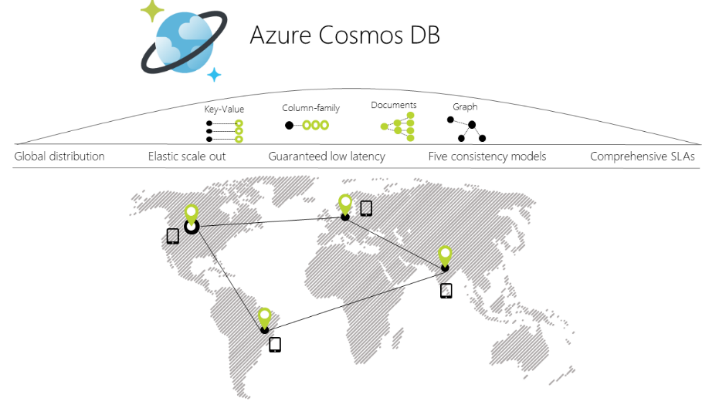 Azure Cosmos DB
Key-Value
Column-family
Documents
Graph
Global distribution
Elastic scale out
Guaranteed low latency
Five consistency models
Comprehensive SLAs